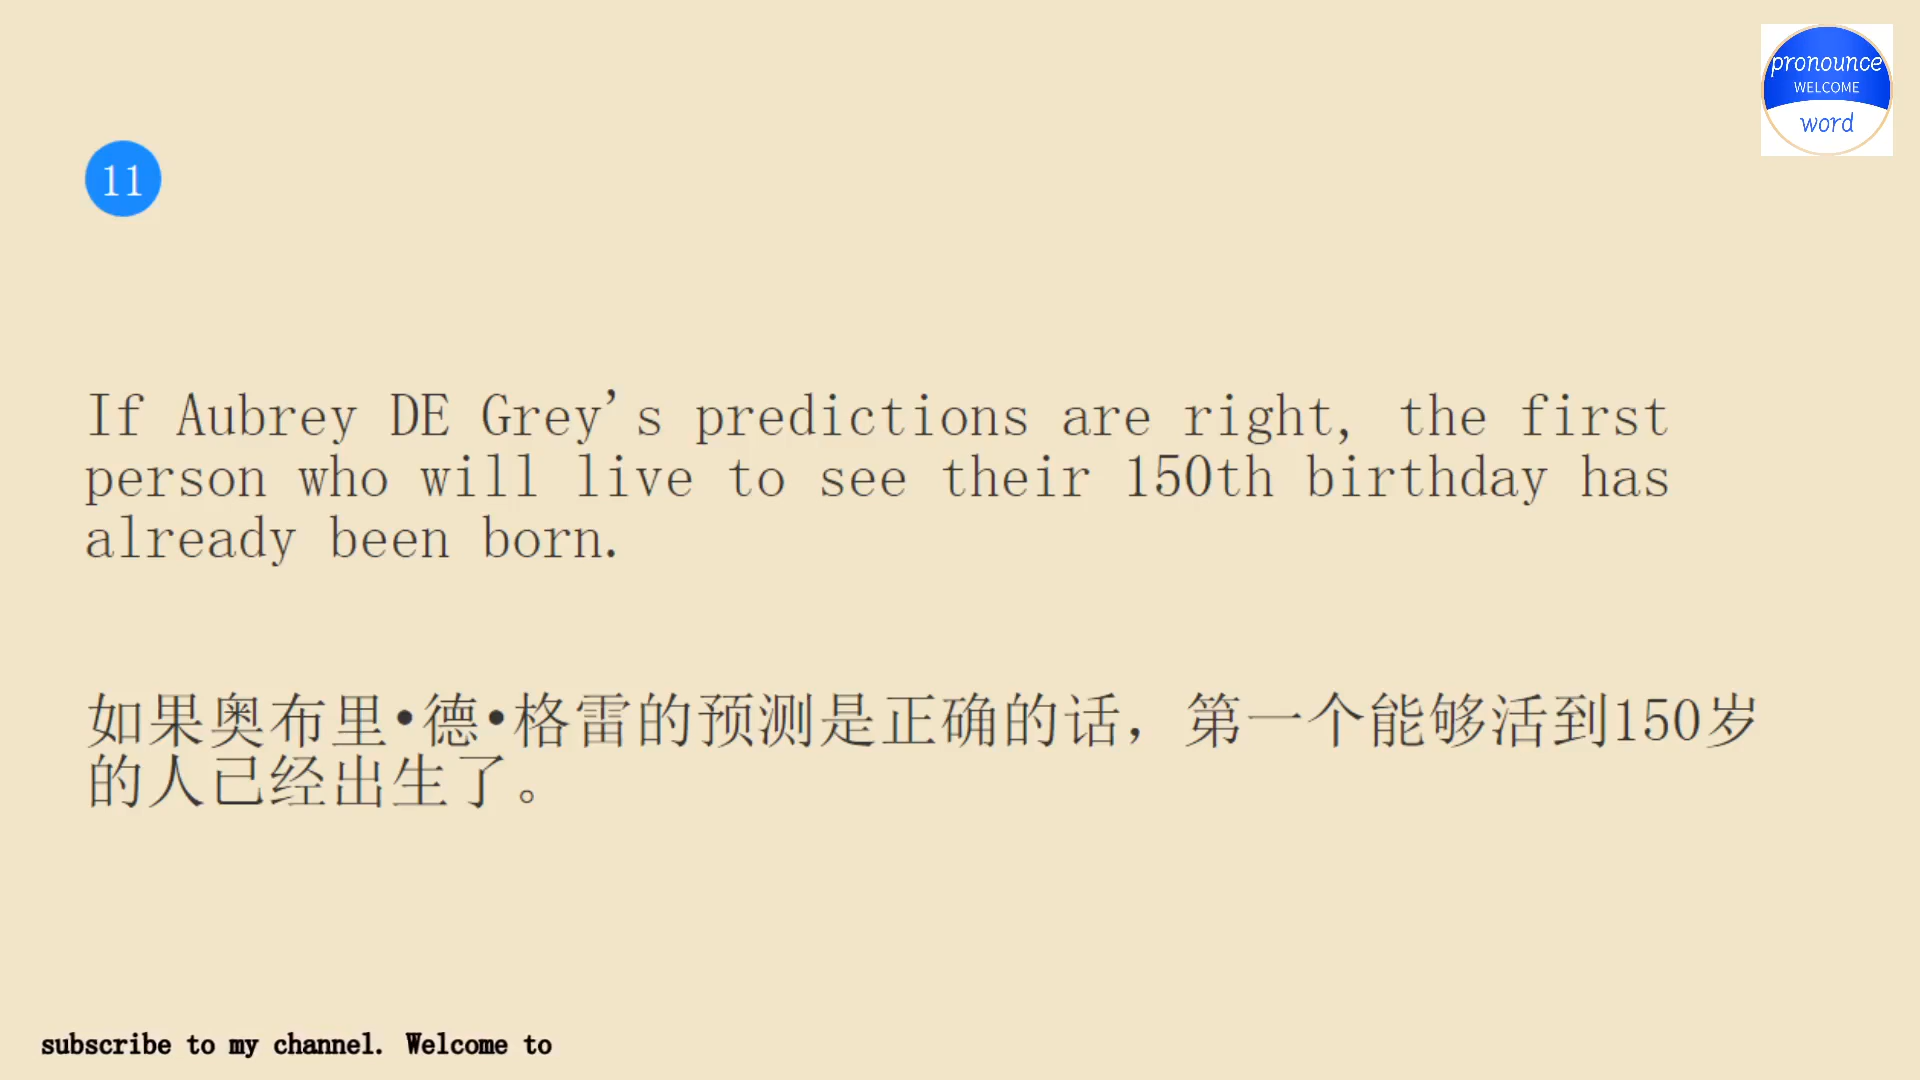 pronounce
WELCOME
word
11
If Aubrey DE Grey's predictions are right, the first
person who will live to see their 150th birthday has
already been born.
如果奥布里•德•格雷的预测是正确的话，第一个能够活到150岁
的人已经出生了。
subscribe to my channel. Welcome to